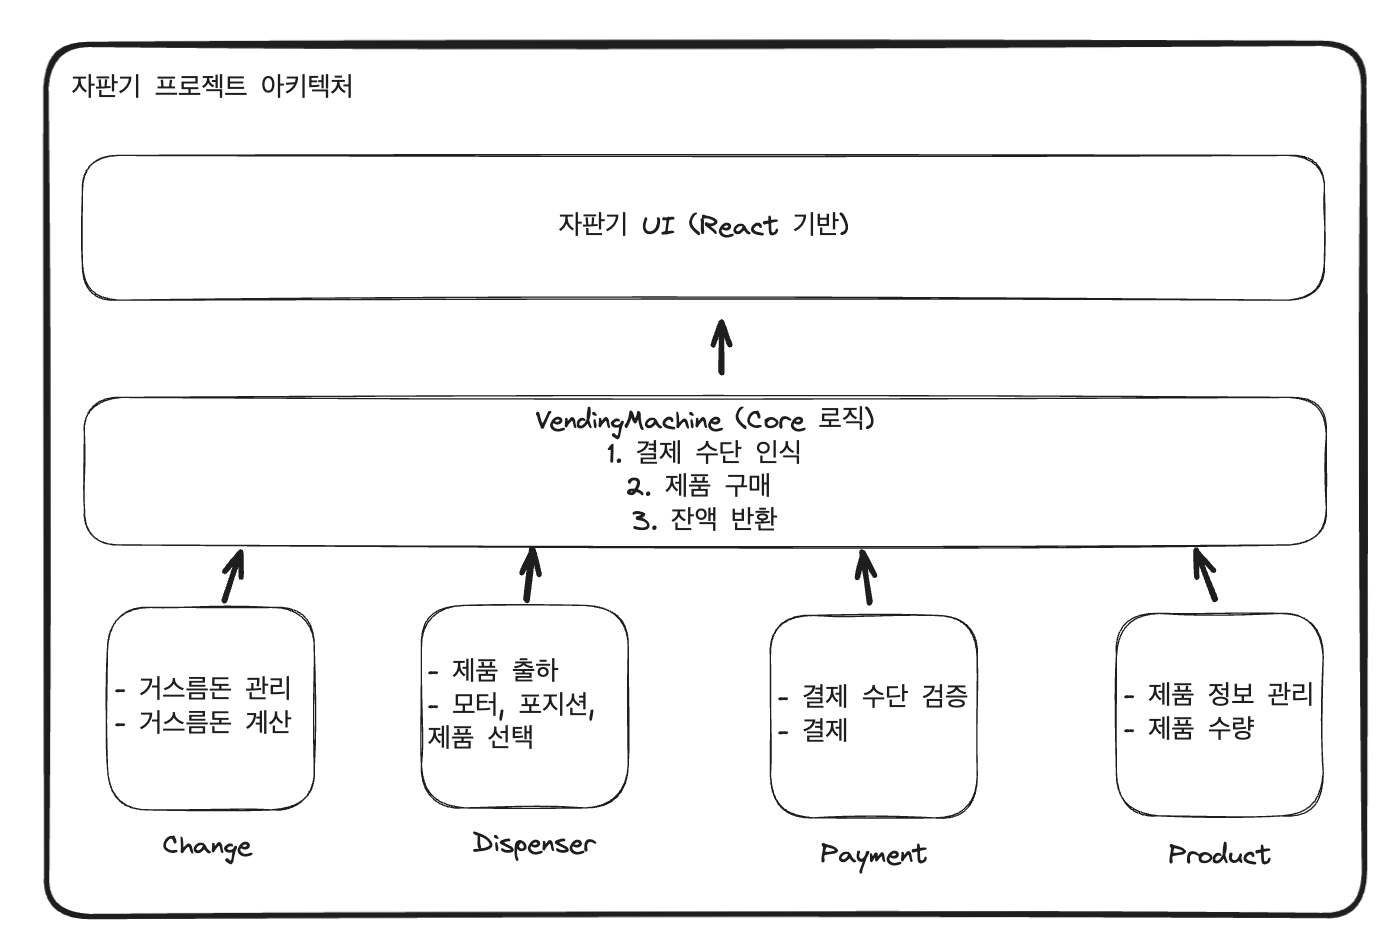 자판기 프로젝트 아키텍처
자판기 UI (React 기반)
VendingMachine (Core 로직)
1. 결제 수단 인식
2. 제품 구매
3. 잔액 반환
- 거스름돈 관리
- 거스름돈 계산
Change
- 제품 출하
- 모터, 포지션,
제품 선택
Dispenser
- 결제 수단 검증
- 결제
Payment
- 제품 정보 관리
- 제품 수량
Product